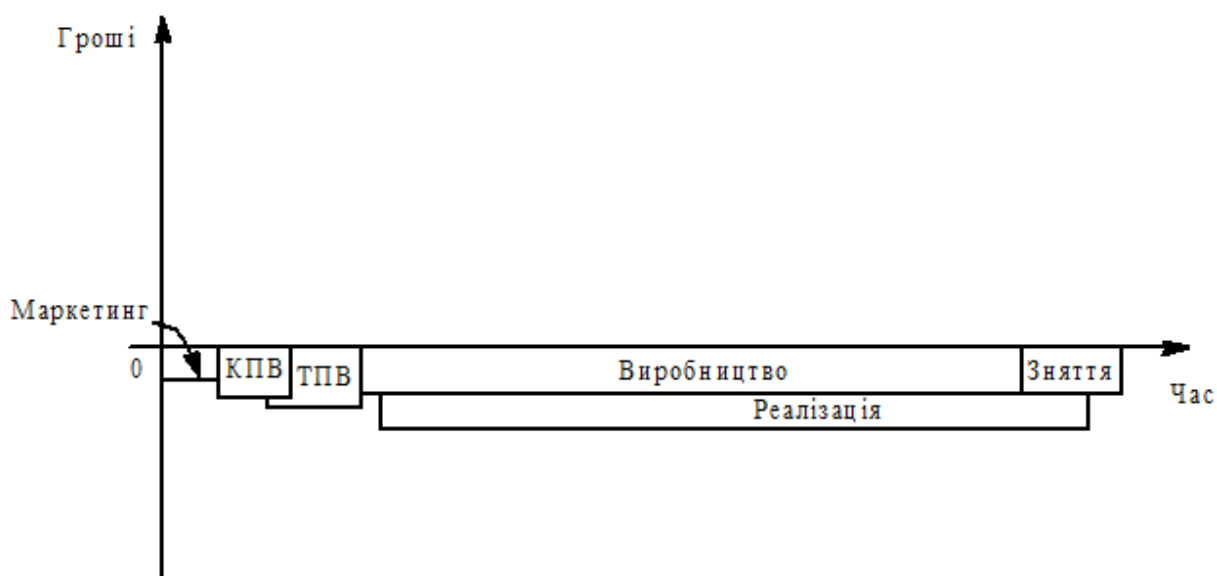 Гроші
Маркетинг
0
КПВ
ТПВ
Виробництво
Зняття
Час
Реалізація